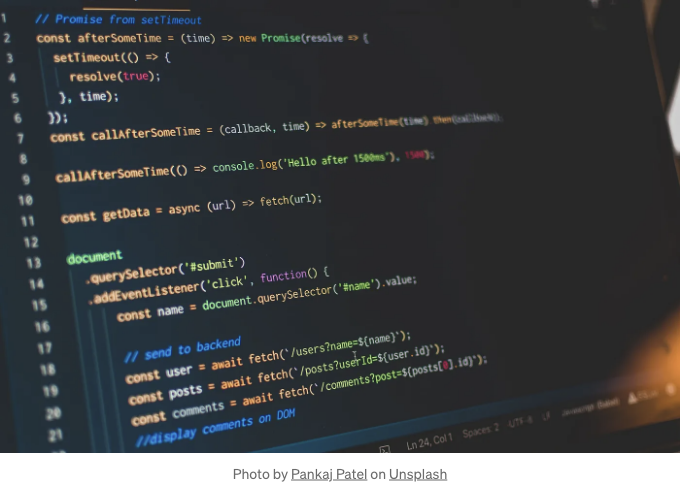 1 // Promise from setTimeout
2 const afterSomeTime = (time) => new Promise(resolve => {
3 setTimeout(() => {
4 resolve(true);
5 }, time);
6 });
7 const callAfterSomeTime = (callback, time) => afterSomeTime(time) then(callback)
8
9 callAfterSomeTime(() => console.log('Hello after 1500ms'), 1500);
10
11 const getData = async (url) => fetch(url);
12
13 document
14 .querySelector('#submit')
15 .addEventListener('click', function() {
16 const name = document.querySelector('#name').value;
17
18 // send to backend
19 const user = await fetch(`/users?name=${name}`);
20 const posts = await fetch(`/posts?userId=${user.id}`);
21 const comments = await fetch(`/comments?post=${posts[0].id}`);
//display comments on DOM
Ln 24, Col 1 Spaces: 2 UTF-8 LF JavaScript (Babel)
Photo by Pankaj Patel on Unsplash